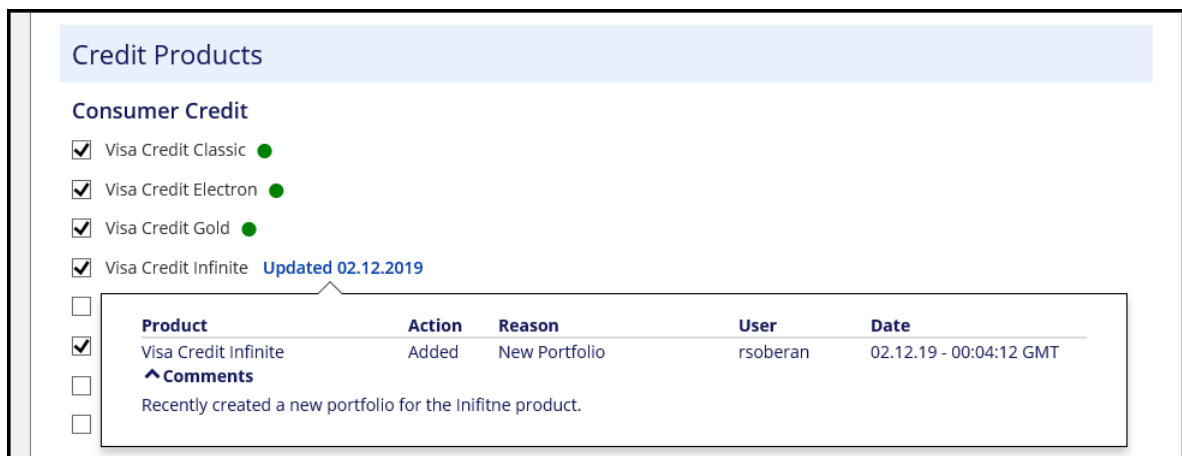 Credit Products
Consumer Credit
Visa Credit Classic
Visa Credit Electron
Visa Credit Gold
Visa Credit Infinite Updated 02.12.2019
Product Action Reason User Date
Visa Credit Infinite Added New Portfolio rsoberan 02.12.19 - 00:04:12 GMT
Comments
Recently created a new portfolio for the Inifitne product.